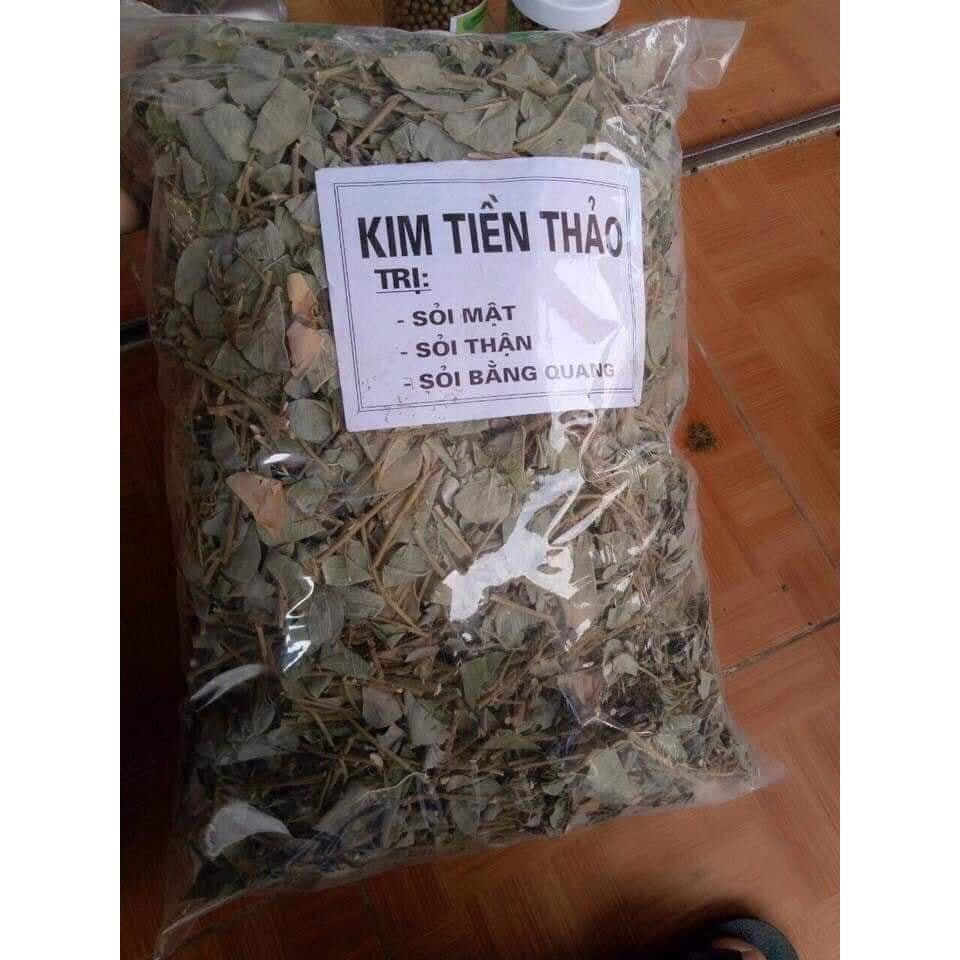 KIM TIỀN THẢO
TRỊ:
- SỎI MẬT
- SỎI THẬN
- SỎI BẰNG QUANG